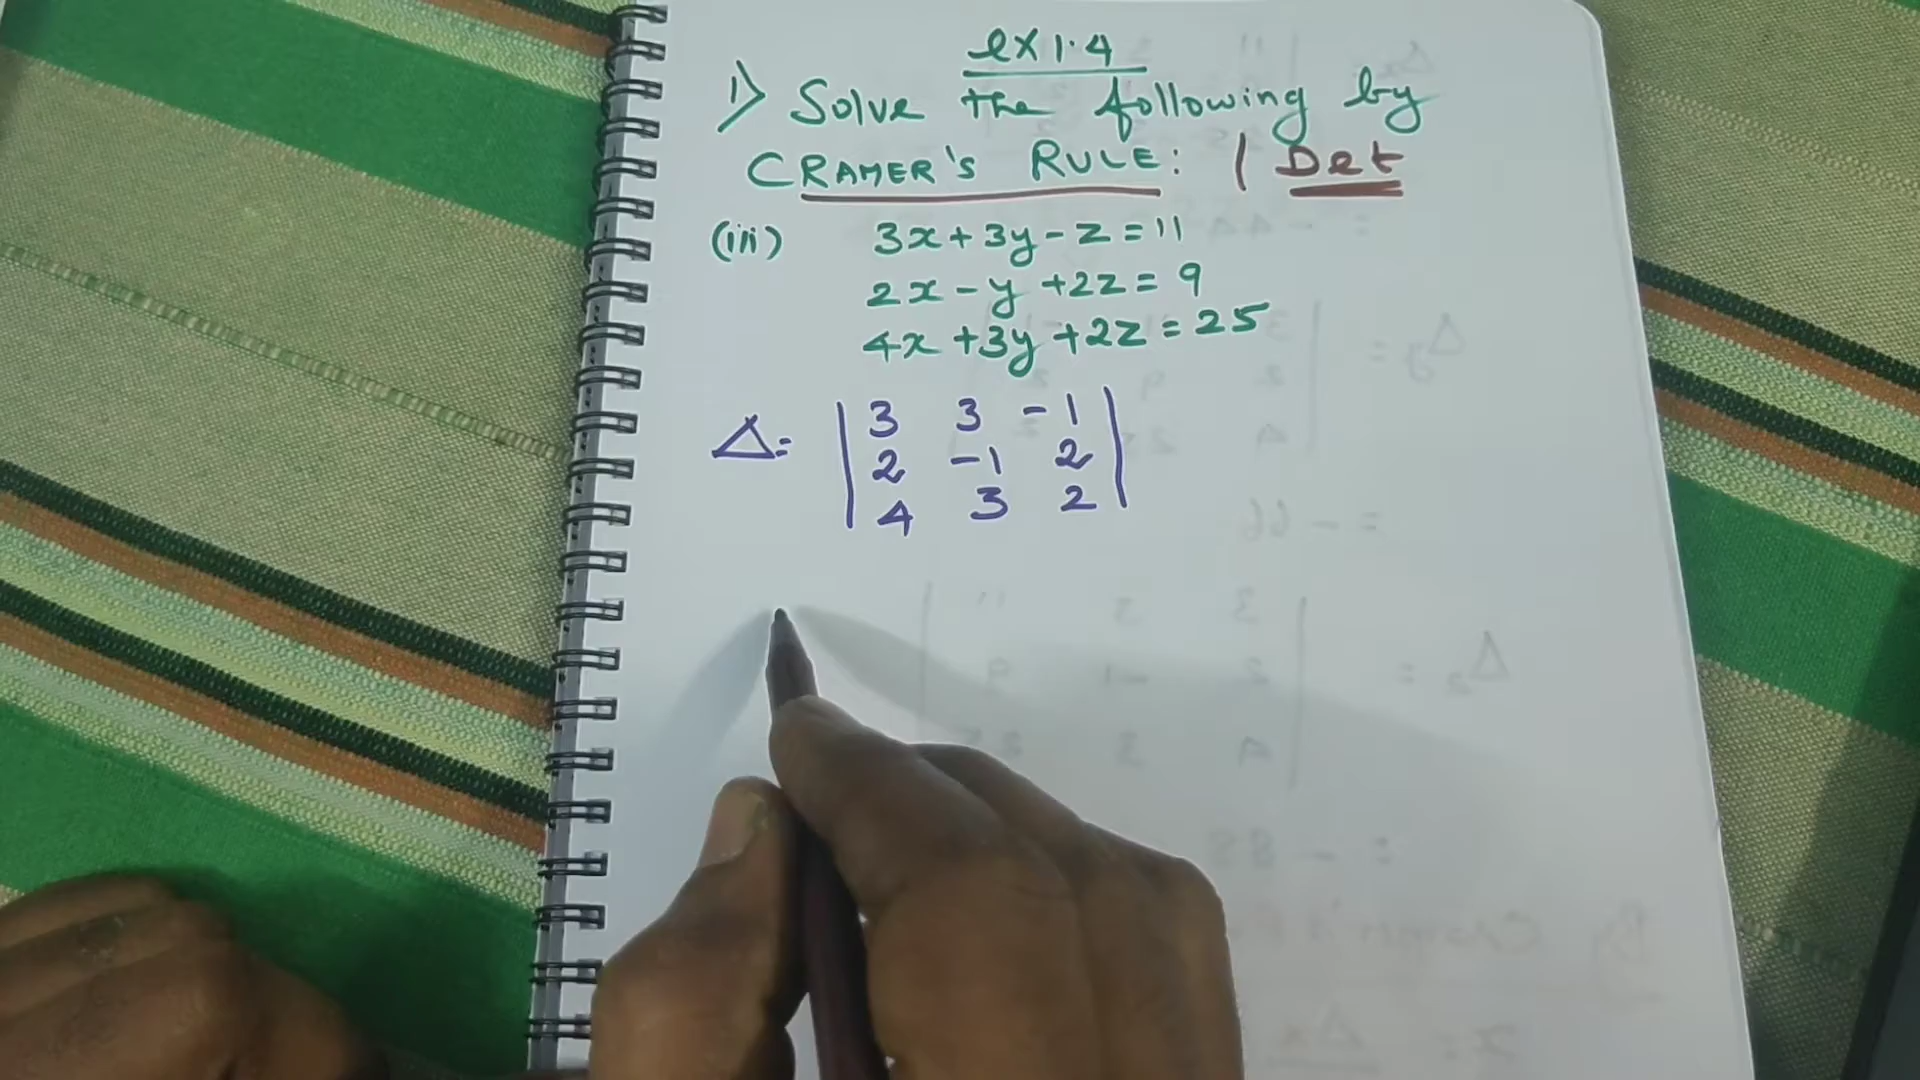 ex 1.4
1) Solve the following by
CRAMER'S RULE: | Det
(iii) 3x+3y-z=11
2x-y+2z=9
4x+3y+2z=25
Δ= | 3 3 -1 |
2 -1 2
4 3 2